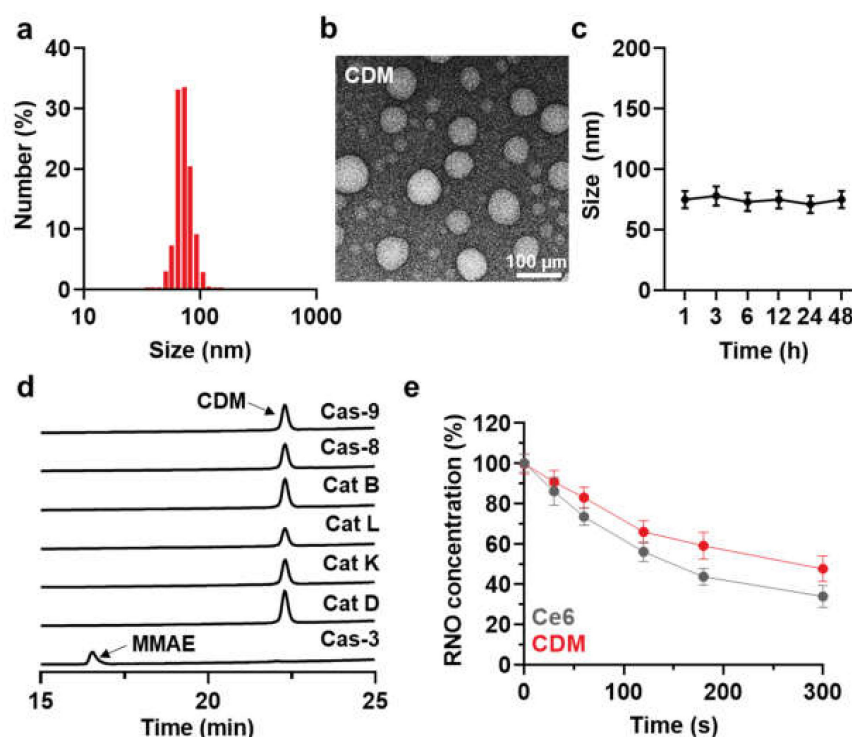 a
40
30
20
10
0
Number (%)
10 100 1000
Size (nm)
b
CDM
100 µm
c
200
150
100
50
0
Size (nm)
1 3 6 12 24 48
Time (h)
d
CDM
Cas-9
Cas-8
Cat B
Cat L
Cat K
Cat D
Cas-3
MMAE
15 20 25
Time (min)
e
120
100
80
60
40
20
0
RNO concentration (%)
Ce6
CDM
0 100 200 300
Time (s)